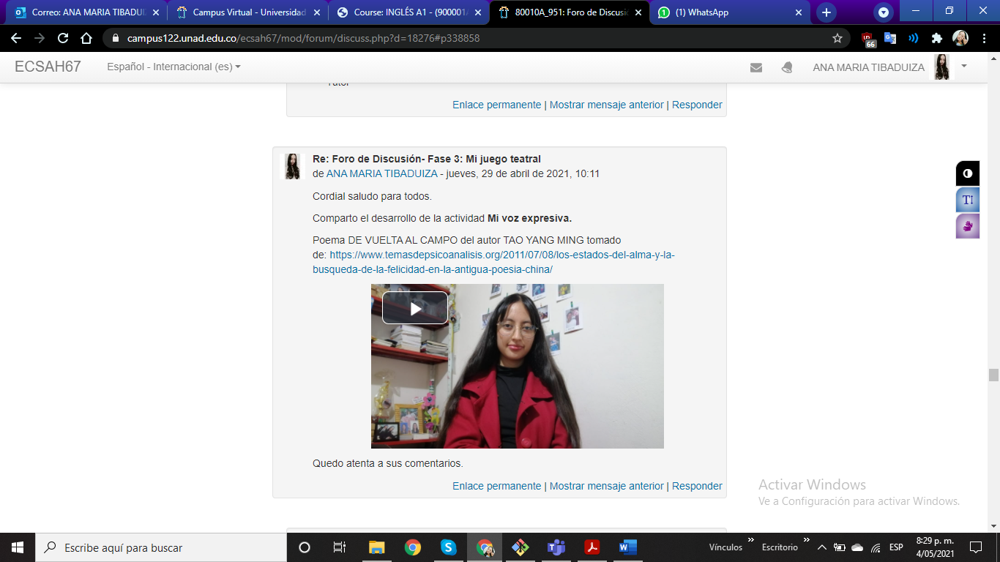 Correo: ANA MARIA TIBADUIZ
Campus Virtual - Universidad
Course: INGLÉS A1 - (900001A
80010A_951: Foro de Discusió
(1) WhatsApp
campus122.unad.edu.co/ecsah67/mod/forum/discuss.php?d=18276#p338858
66
ECSAH67
Español - Internacional (es)
ANA MARIA TIBADUIZA
Tutor
Enlace permanente | Mostrar mensaje anterior | Responder
Re: Foro de Discusión- Fase 3: Mi juego teatral
de ANA MARIA TIBADUIZA - jueves, 29 de abril de 2021, 10:11
Cordial saludo para todos.
Comparto el desarrollo de la actividad Mi voz expresiva.
Poema DE VUELTA AL CAMPO del autor TAO YANG MING tomado
de: https://www.temasdepsicoanalisis.org/2011/07/08/los-estados-del-alma-y-la-
busqueda-de-la-felicidad-en-la-antigua-poesia-china/
Quedo atenta a sus comentarios.
Enlace permanente | Mostrar mensaje anterior | Responder
Activar Windows
Ve a Configuración para activar Windows.
Escribe aquí para buscar
Vínculos
Escritorio
ESP
8:29 p. m.
4/05/2021